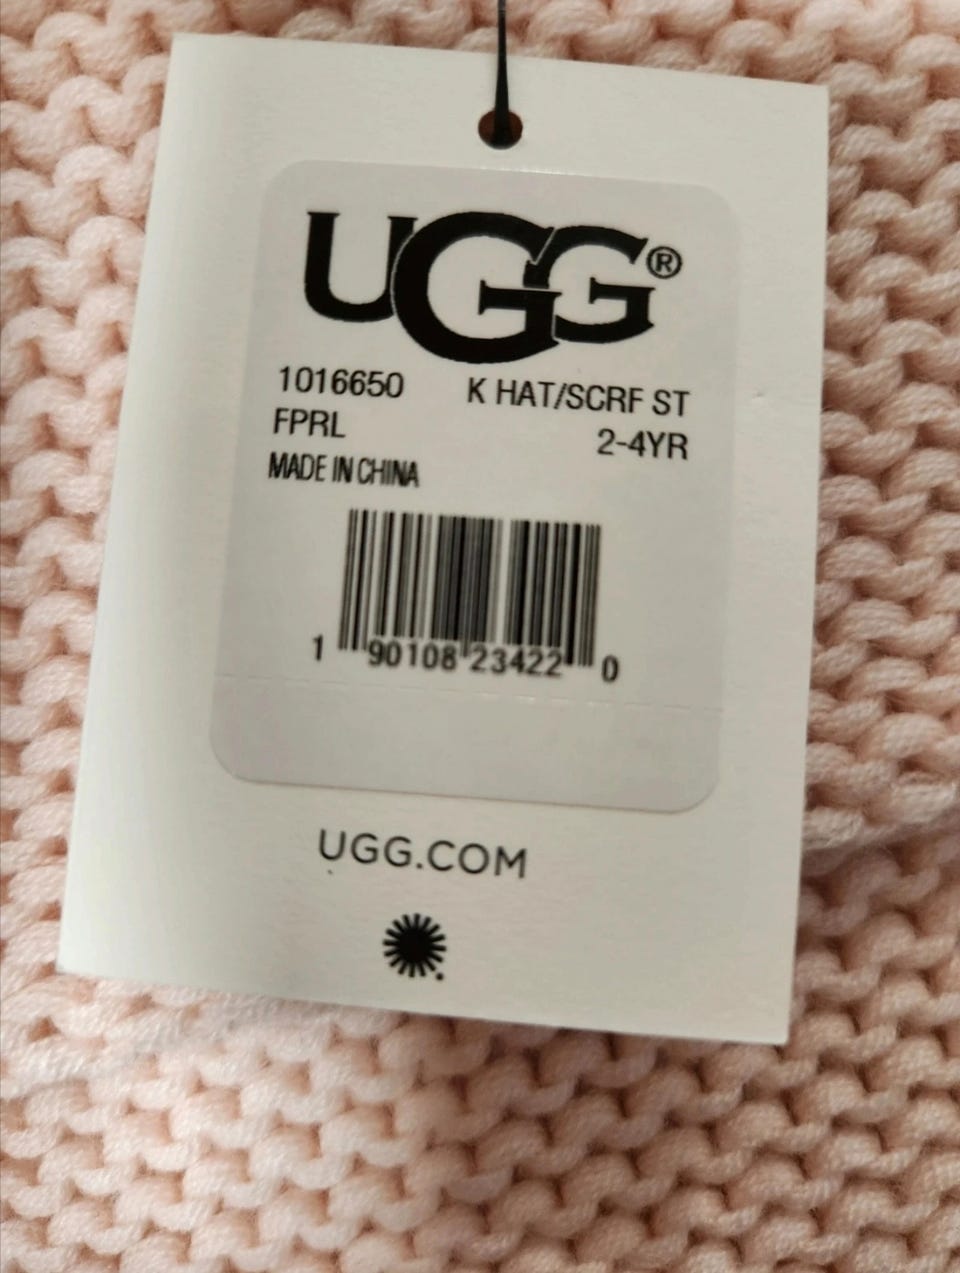 UGG®
1016650 K HAT/SCRF ST
FPRL 2-4YR
MADE IN CHINA
1 90108 23422 0
UGG.COM